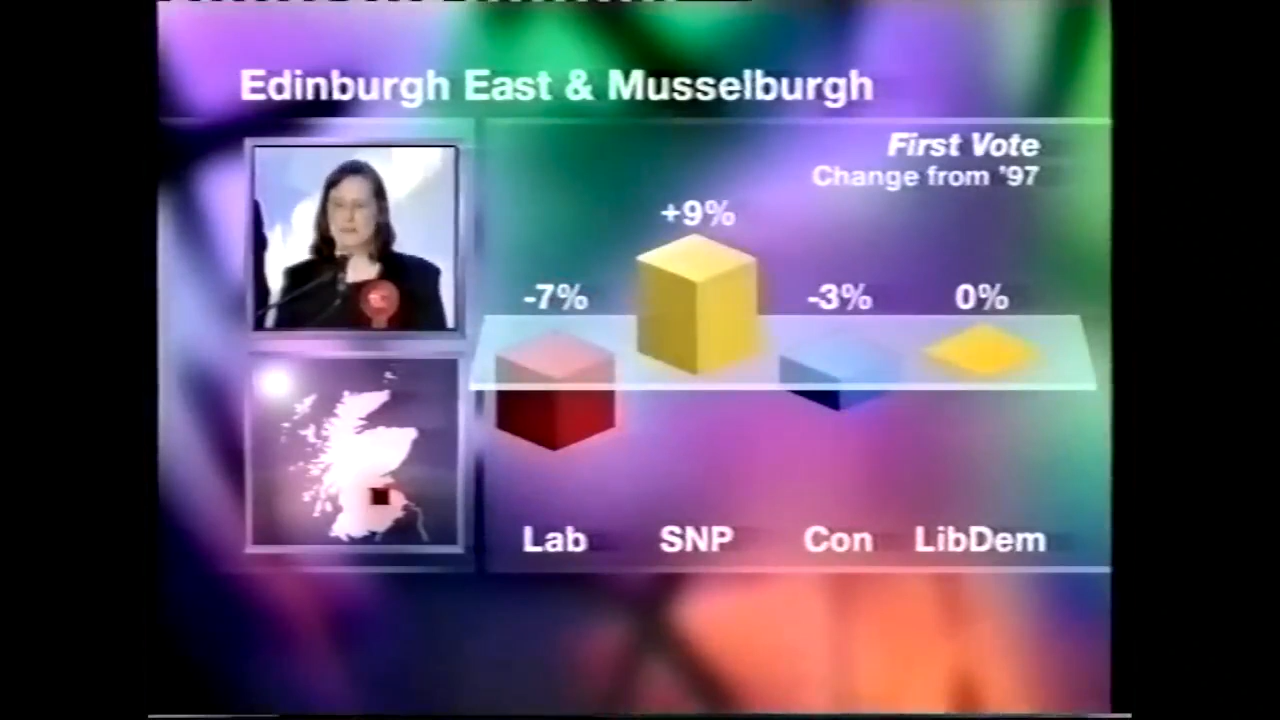 Edinburgh East & Musselburgh
First Vote
Change from '97
+9%
-7%
-3%
0%
Lab
SNP
Con
LibDem